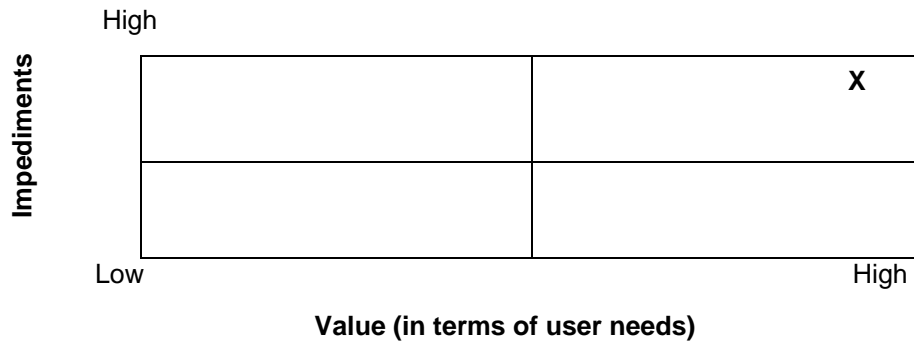 High
Impediments
X
Low
High
Value (in terms of user needs)